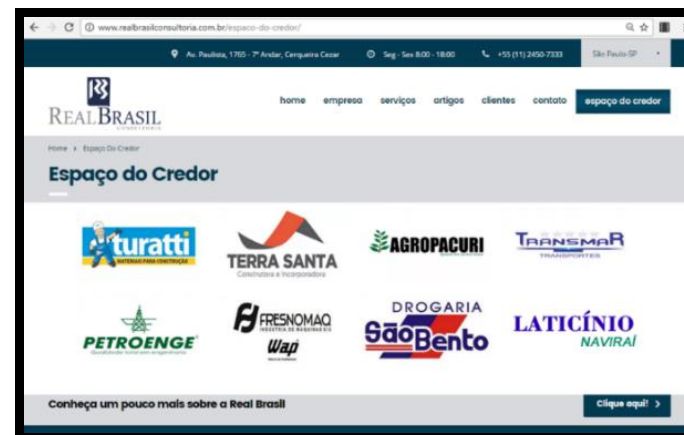 www.realbrasilconsultoria.com.br/espaco-do-credor/
Av. Paulista, 1765 - 7º Andar, Cerqueira Cezar Seg - Sex 8:00 - 18:00 +55 (11) 2450-7333 São Paulo-SP
REAL BRASIL
CONSULTORIA
home empresa serviços artigos clientes contato espaço do credor
Home Espaço Do Credor
Espaço do Credor
turatti
MATERIAIS PARA CONSTRUÇÃO
TERRA SANTA
Construtora e Incorporadora
AGROPACURI
TRANSMAR
TRANSPORTES
PETROENGE
FRESNOMAQ
INDÚSTRIA DE MÁQUINAS S/A
Wap
DROGARIA
São Bento
LATICÍNIO
NAVIRAÍ
Conheça um pouco mais sobre a Real Brasil
Clique aqui!